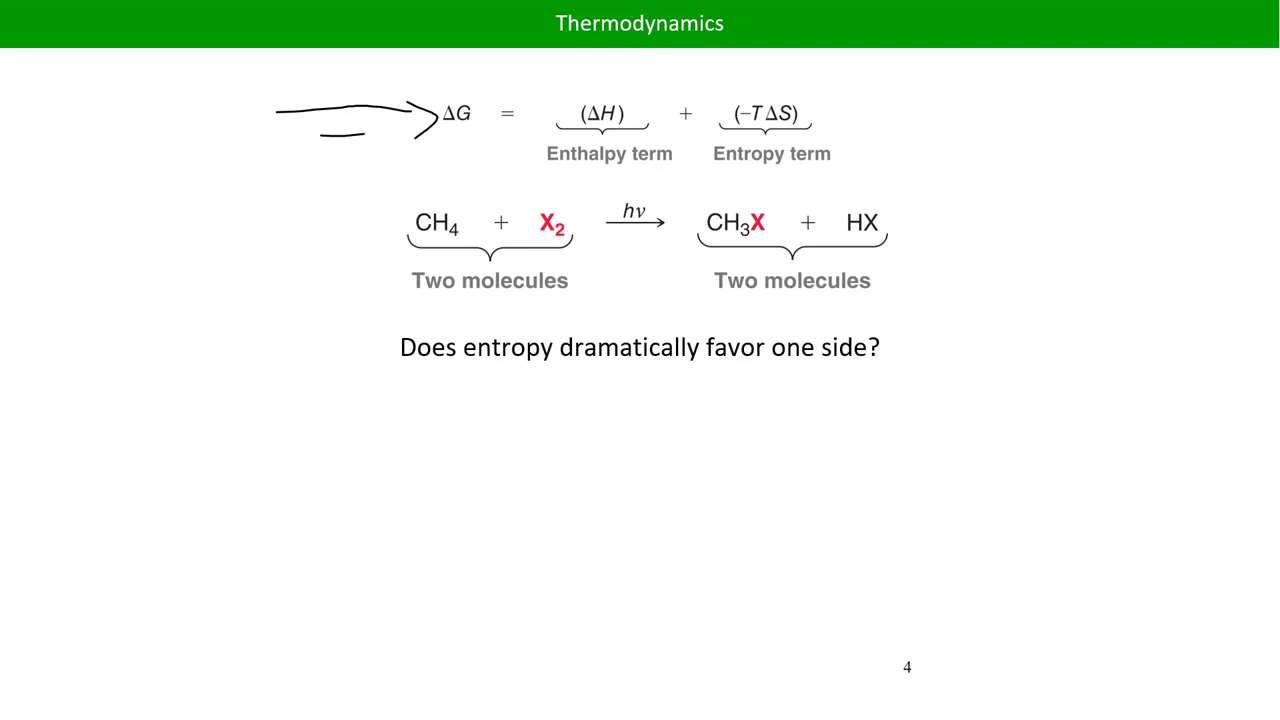 Thermodynamics
ΔG = (ΔH) + (−TΔS)
Enthalpy term Entropy term
CH₄ + X₂ hν CH₃X + HX
Two molecules Two molecules
Does entropy dramatically favor one side?
4